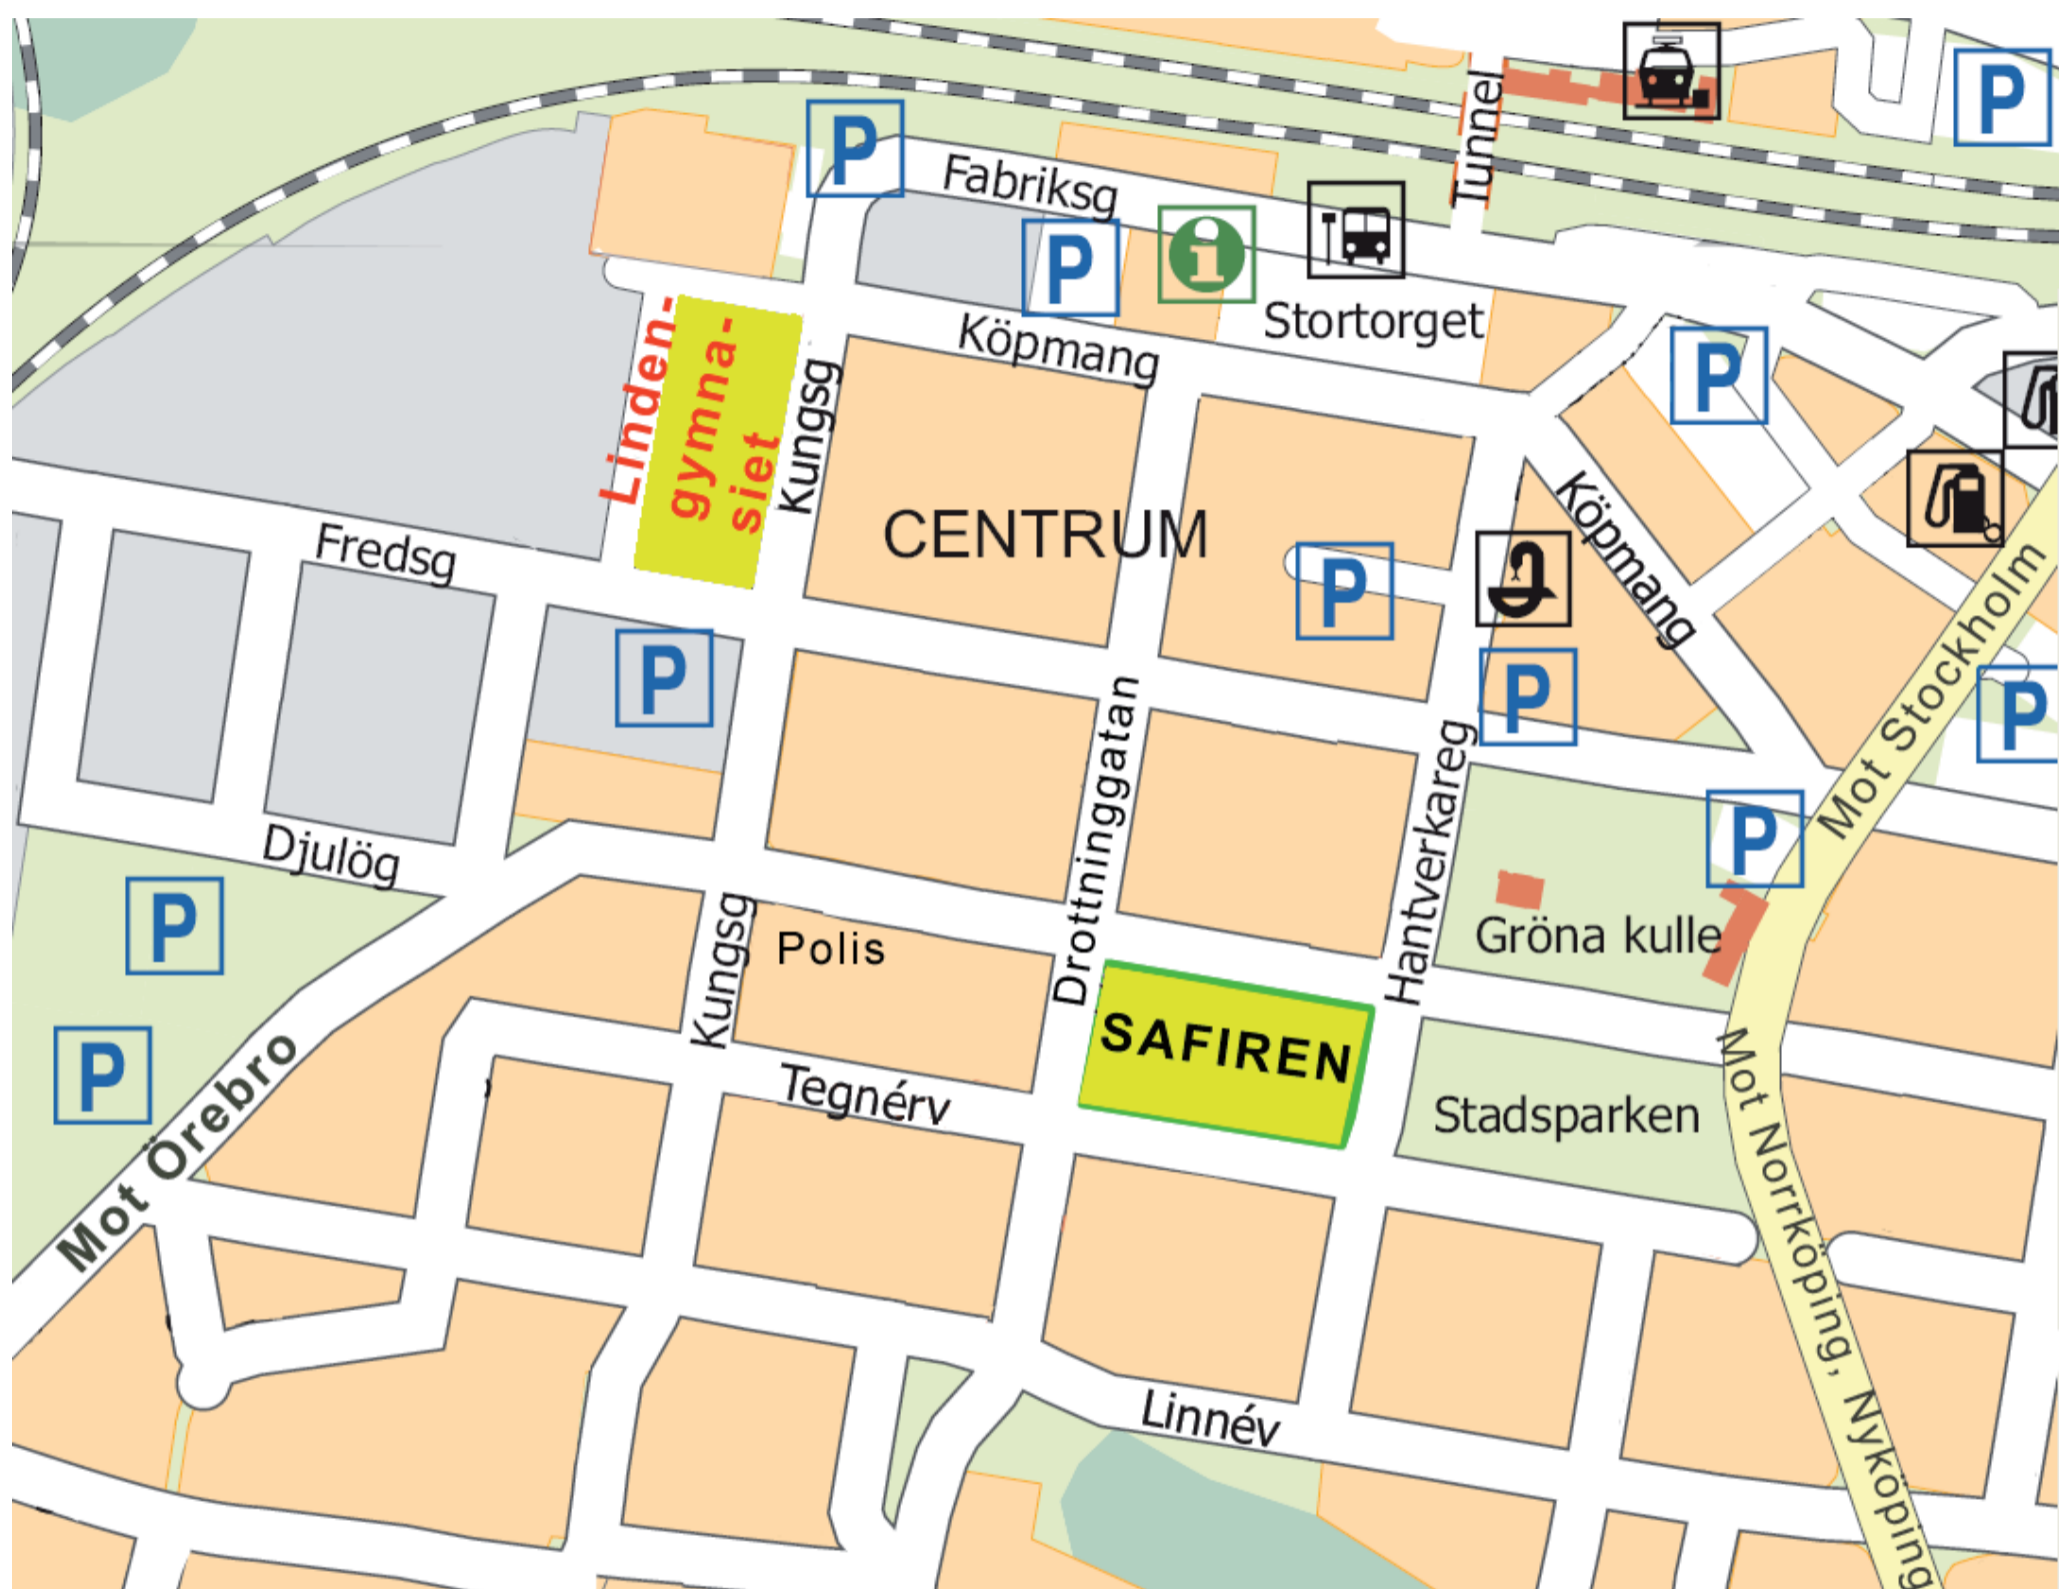 P
Tunnel
P
Fabriksg
P
i
Stortorget
Köpmang
P
Linden-
gymna-
siet
Kungsg
CENTRUM
Köpmang
Fredsg
P
P
P
P
Mot Stockholm
Drottninggatan
Hantverkareg
P
Djulög
P
Kungsg
Polis
Gröna kulle
SAFIREN
P
Mot Örebro
Tegnérv
Stadsparken
Mot Norrköping, Nyköping
Linnév